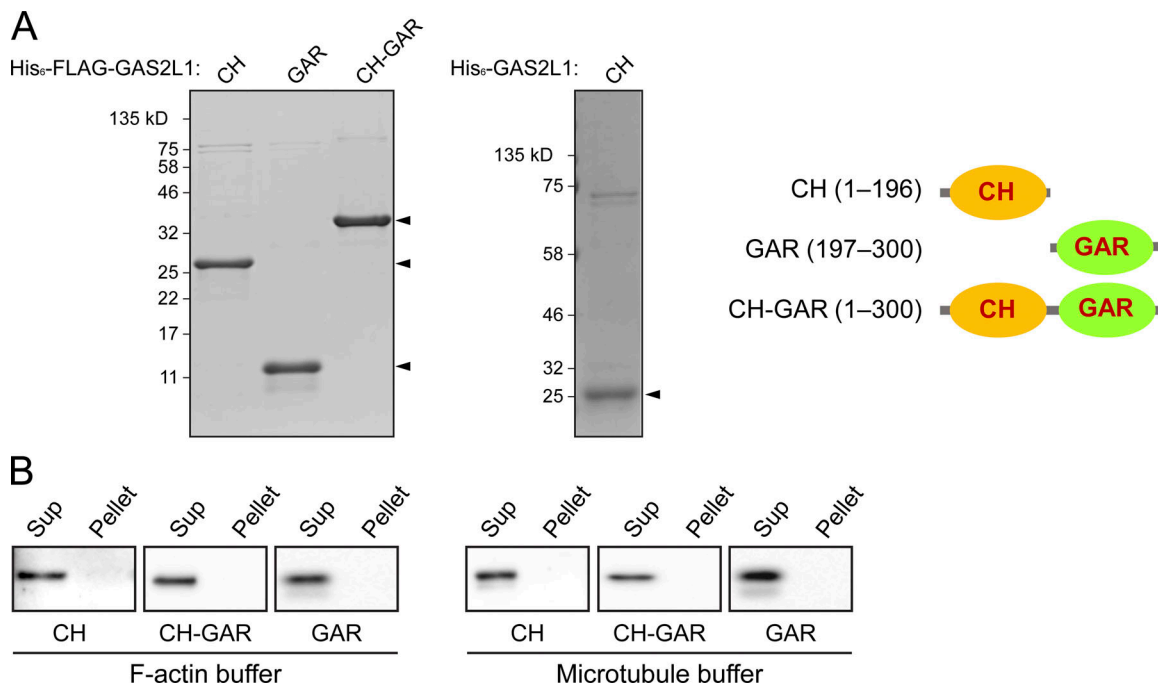 A
His₆-FLAG-GAS2L1: CH GAR CH-GAR
135 kD
75
58
46
32
25
22
17
11
His₆-GAS2L1: CH
135 kD
75
58
46
32
25
CH (1–196) CH
GAR (197–300) GAR
CH-GAR (1–300) CH GAR
B
Sup Pellet Sup Pellet Sup Pellet Sup Pellet Sup Pellet Sup Pellet
CH CH-GAR GAR CH CH-GAR GAR
F-actin buffer Microtubule buffer